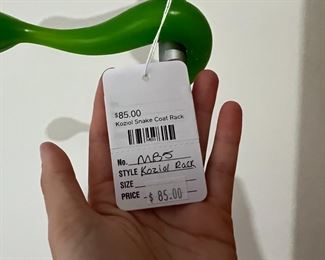 $85.00
Koziol Snake Coat Rack
No. MBS
STYLE Koziol Rack
SIZE
PRICE -$ 85.00